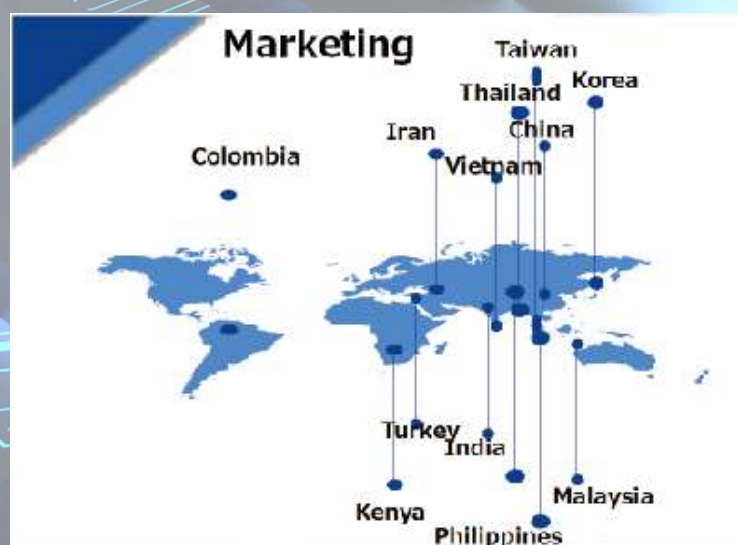 Marketing
Taiwan
Thailand
Korea
Iran
China
Colombia
Vietnam
Turkey
India
Kenya
Malaysia
Philippines